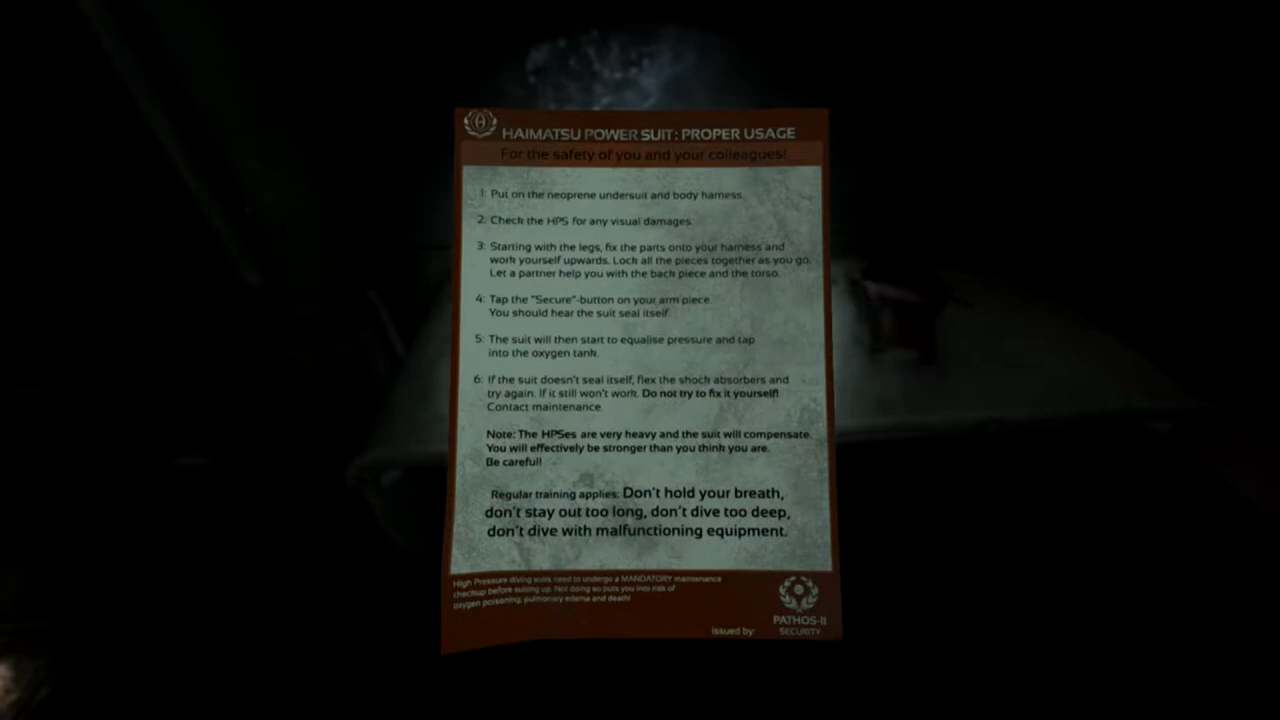 HAIMATSU POWER SUIT: PROPER USAGE
For the safety of you and your colleagues!
1: Put on the neoprene undersuit and body harness.
2: Check the HPS for any visual damages.
3: Starting with the legs, fix the parts onto your harness and
work yourself upwards. Lock all the pieces together as you go.
Let a partner help you with the back piece and the torso.
4: Tap the "Secure"-button on your arm piece.
You should hear the suit seal itself.
5: The suit will then start to equalise pressure and tap
into the oxygen tank.
6: If the suit doesn't seal itself, flex the shock absorbers and
try again. If it still won't work. Do not try to fix it yourself!
Contact maintenance.
Note: The HPSes are very heavy and the suit will compensate.
You will effectively be stronger than you think you are.
Be careful!
Regular training applies: Don't hold your breath,
don't stay out too long, don't dive too deep,
don't dive with malfunctioning equipment.
High Pressure diving suits need to undergo a MANDATORY maintenance
checkup before suiting up. Not doing so puts you into risk of
oxygen poisoning, pulmonary edema and death!
issued by:
PATHOS-II
SECURITY